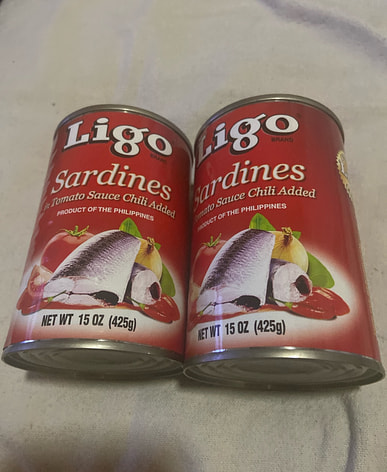 Ligo
BRAND
Sardines
In Tomato Sauce Chili Added
PRODUCT OF THE PHILIPPINES
NET WT 15 OZ (425g)
Ligo
BRAND
Sardines
Tomato Sauce Chili Added
PRODUCT OF THE PHILIPPINES
NET WT 15 OZ (425g)